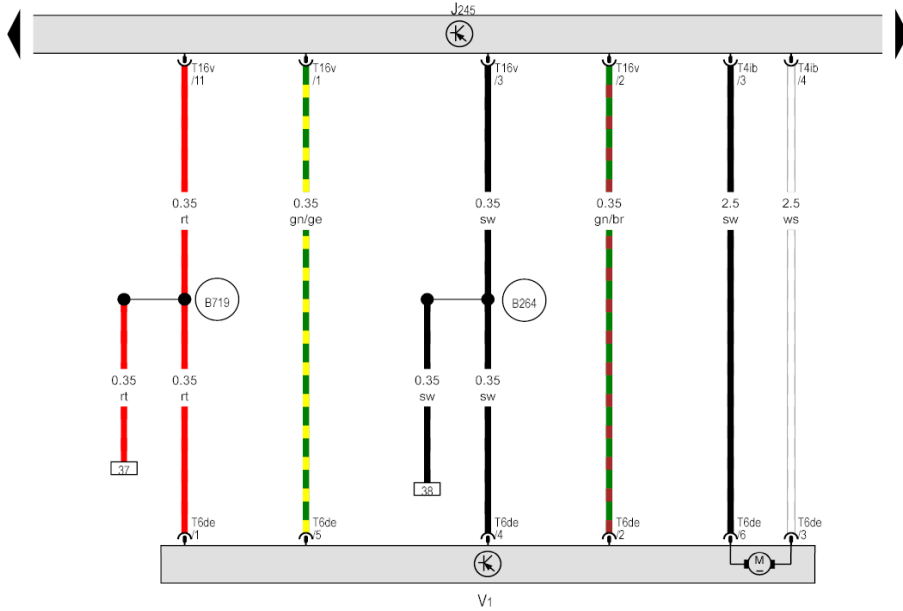 J245
T16v T16v T16v T16v T4ib T4ib
/11 /1 /3 /2 /3 /4
0.35 0.35 0.35 0.35 2.5 2.5
rt gn/ge sw gn/br sw ws
B719 B264
0.35 0.35 0.35 0.35
rt rt sw sw
37 38
T6de T6de T6de T6de T6de T6de
/1 /5 /4 /2 /6 /3
M
V1